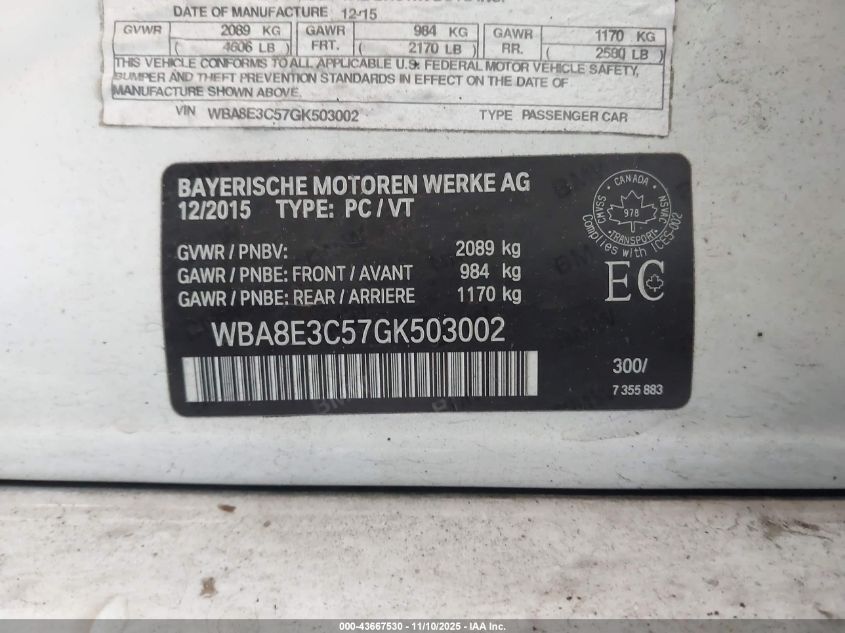 DATE OF MANUFACTURE 12-15
GVWR 2089 KG GAWR 984 KG GAWR 1170 KG
( 4606 LB ) FRT. ( 2170 LB ) RR. ( 2580 LB )
THIS VEHICLE CONFORMS TO ALL APPLICABLE U.S. FEDERAL MOTOR VEHICLE SAFETY,
BUMPER AND THEFT PREVENTION STANDARDS IN EFFECT ON THE DATE OF
MANUFACTURE SHOWN ABOVE.
VIN WBA8E3C57GK503002 TYPE PASSENGER CAR
BAYERISCHE MOTOREN WERKE AG
12/2015 TYPE: PC / VT
GVWR / PNBV: 2089 kg
GAWR / PNBE: FRONT / AVANT 984 kg
GAWR / PNBE: REAR / ARRIERE 1170 kg
WBA8E3C57GK503002
CANADA
CMVSS 978 NSVAC
TRANSPORT
Complies with ICES-002
EC
300/
7 355 883
000-43667530 - 11/10/2025 - IAA Inc.